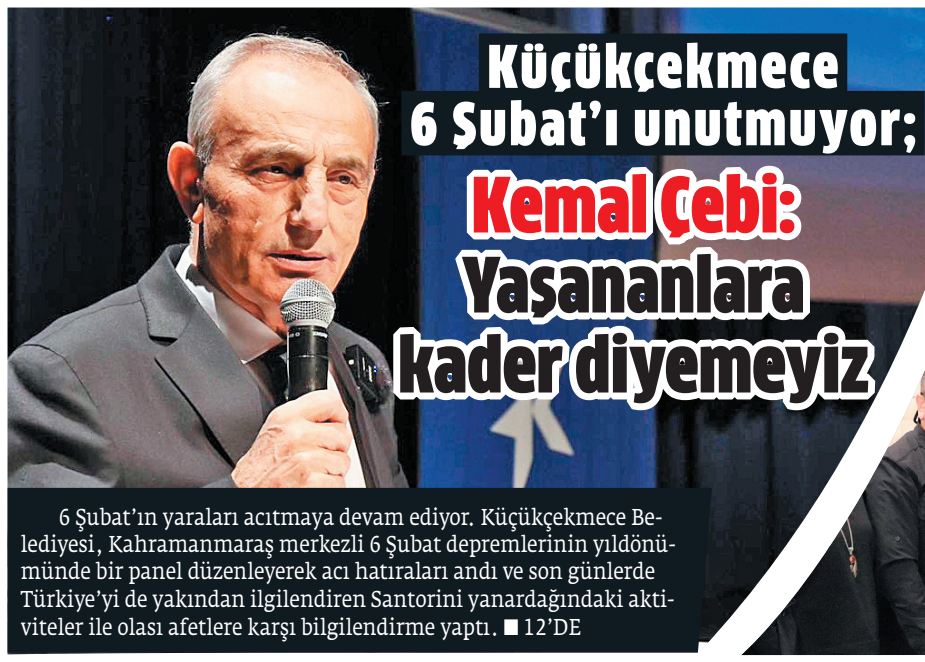 Küçükçekmece
6 Şubat'ı unutmuyor;
Kemal Çebi:
Yaşananlara
kader diyemeyiz
6 Şubat'ın yaraları acıtmaya devam ediyor. Küçükçekmece Be-
lediyesi, Kahramanmaraş merkezli 6 Şubat depremlerinin yıldönü-
münde bir panel düzenleyerek acı hatıraları andı ve son günlerde
Türkiye'yi de yakından ilgilendiren Santorini yanardağındaki akti-
viteler ile olası afetlere karşı bilgilendirme yaptı. ■ 12'DE